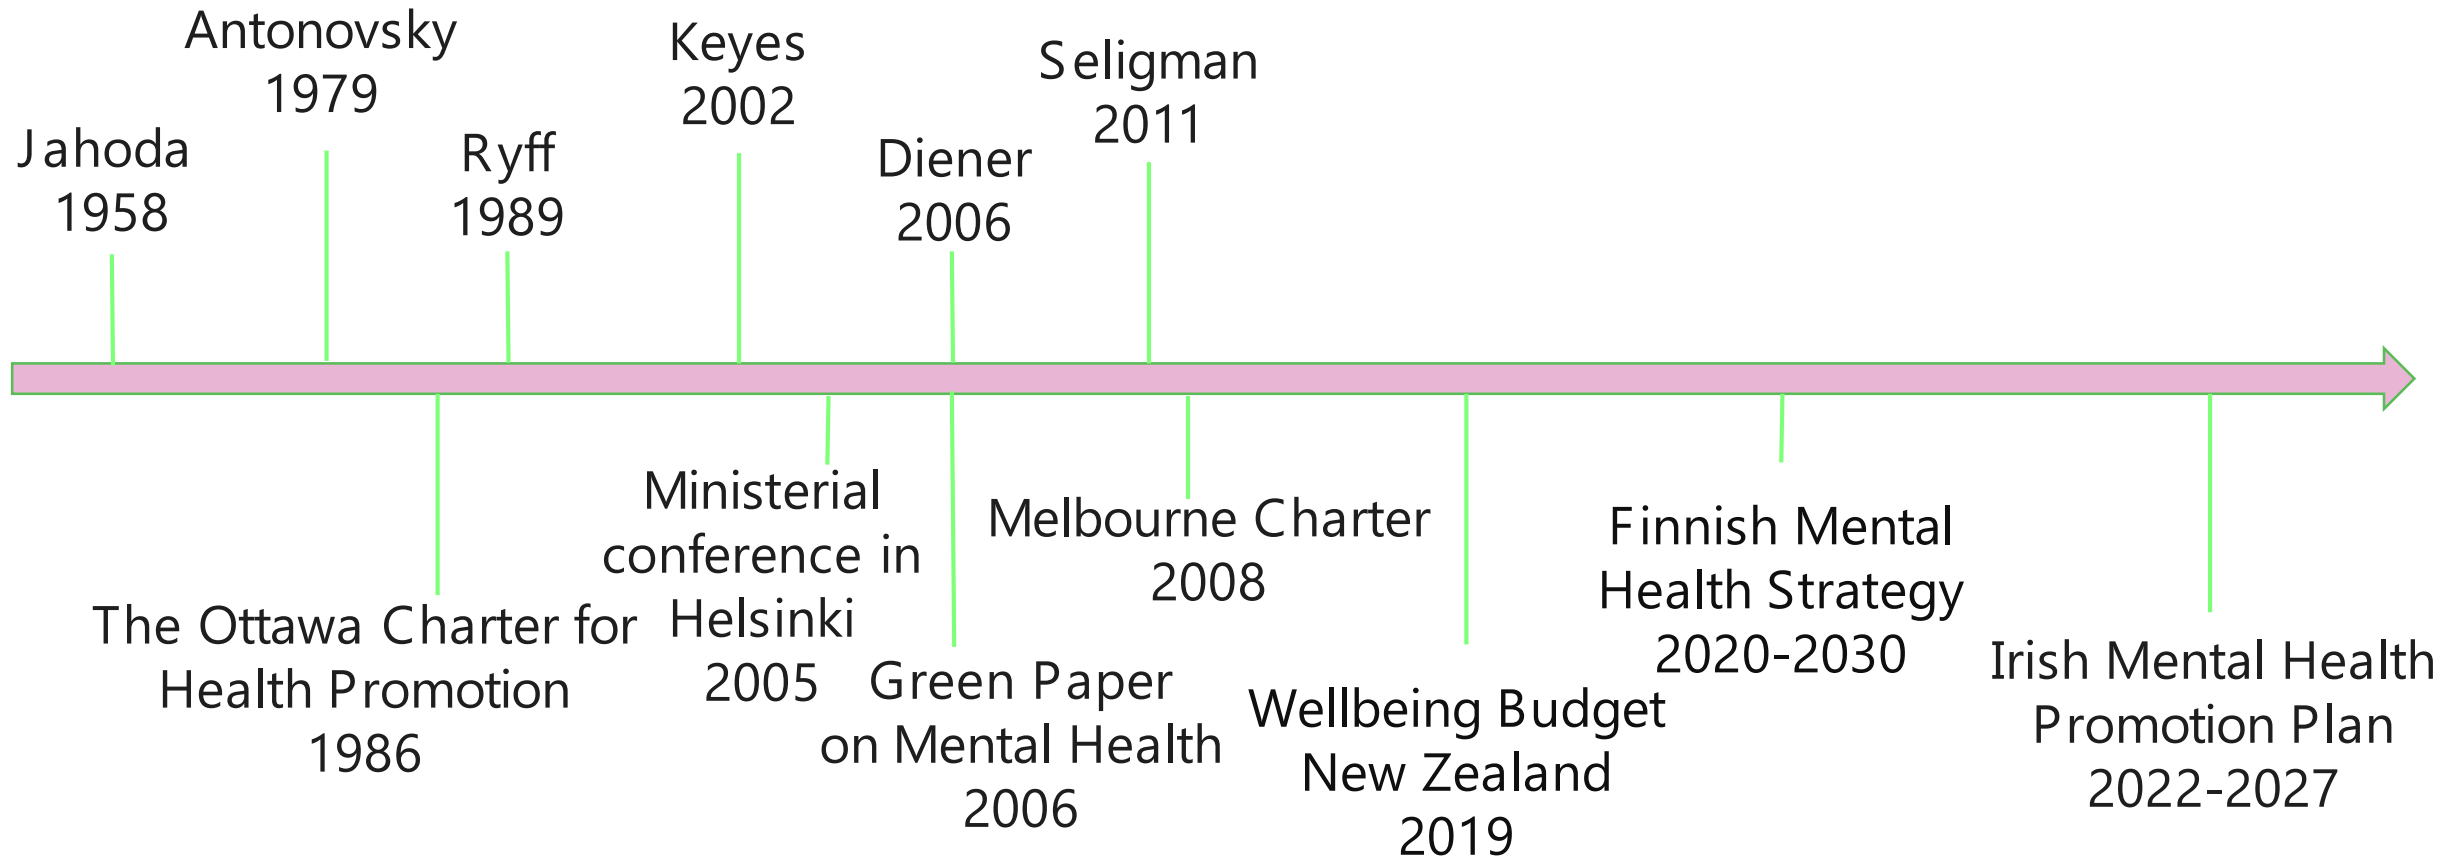 Antonovsky
1979
Jahoda
1958
Ryff
1989
Keyes
2002
Diener
2006
Seligman
2011
The Ottawa Charter for
Health Promotion
1986
Ministerial
conference in
Helsinki
2005
Green Paper
on Mental Health
2006
Melbourne Charter
2008
Wellbeing Budget
New Zealand
2019
Finnish Mental
Health Strategy
2020-2030
Irish Mental Health
Promotion Plan
2022-2027